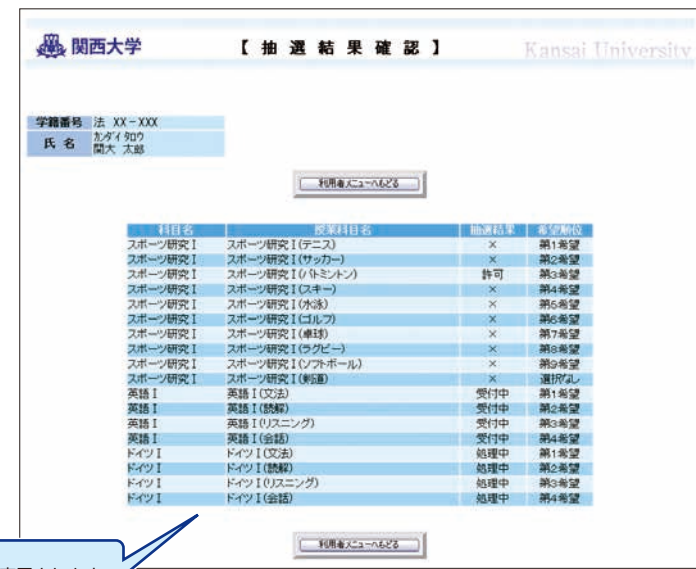 関西大学 【 抽 選 結 果 確 認 】 Kansai University
学籍番号 法 XX-XXX
氏 名 カンダイ タロウ
関大 太郎
利用者メニューへもどる
科目名 授業科目名 抽選結果 希望順位
スポーツ研究Ⅰ スポーツ研究Ⅰ(テニス) × 第1希望
スポーツ研究Ⅰ スポーツ研究Ⅰ(サッカー) × 第2希望
スポーツ研究Ⅰ スポーツ研究Ⅰ(バトミントン) 許可 第3希望
スポーツ研究Ⅰ スポーツ研究Ⅰ(スキー) × 第4希望
スポーツ研究Ⅰ スポーツ研究Ⅰ(水泳) × 第5希望
スポーツ研究Ⅰ スポーツ研究Ⅰ(ゴルフ) × 第6希望
スポーツ研究Ⅰ スポーツ研究Ⅰ(卓球) × 第7希望
スポーツ研究Ⅰ スポーツ研究Ⅰ(ラグビー) × 第8希望
スポーツ研究Ⅰ スポーツ研究Ⅰ(ソフトボール) × 第9希望
スポーツ研究Ⅰ スポーツ研究Ⅰ(剣道) × 選択なし
英語Ⅰ 英語Ⅰ(文法) 受付中 第1希望
英語Ⅰ 英語Ⅰ(読解) 受付中 第2希望
英語Ⅰ 英語Ⅰ(リスニング) 受付中 第3希望
英語Ⅰ 英語Ⅰ(会話) 受付中 第4希望
ドイツⅠ ドイツⅠ(文法) 処理中 第1希望
ドイツⅠ ドイツⅠ(読解) 処理中 第2希望
ドイツⅠ ドイツⅠ(リスニング) 処理中 第3希望
ドイツⅠ ドイツⅠ(会話) 処理中 第4希望
利用者メニューへもどる